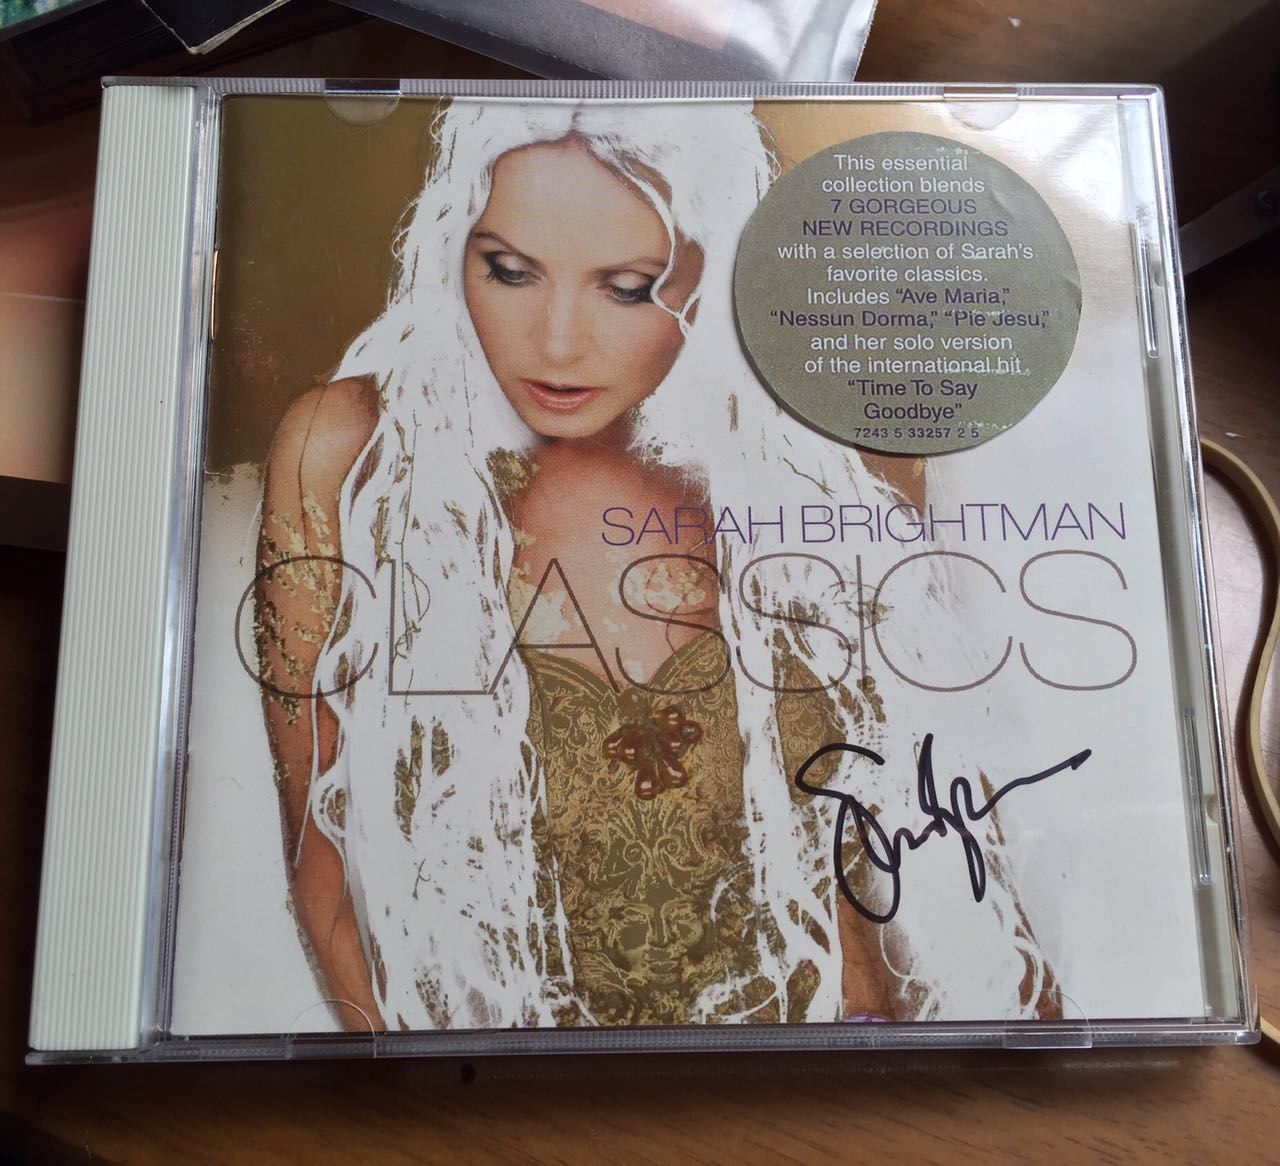 This essential
collection blends
7 GORGEOUS
NEW RECORDINGS
with a selection of Sarah's
favorite classics.
Includes “Ave Maria,”
“Nessun Dorma,” “Pie Jesu,”
and her solo version
of the international hit
“Time To Say
Goodbye”
7243 5 33257 2 5
SARAH BRIGHTMAN
CLASSICS